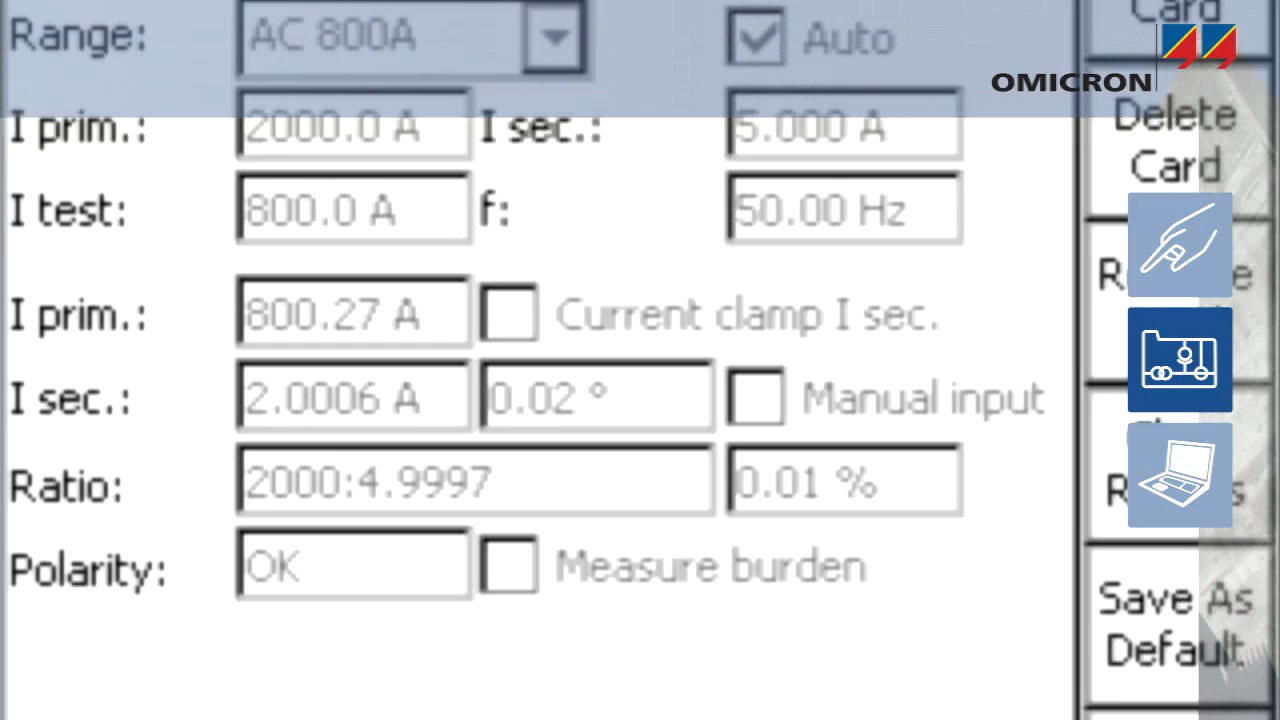 Range: AC 800A Auto
I prim.: 2000.0 A I sec.: 5.000 A
I test: 800.0 A f: 50.00 Hz
I prim.: 800.27 A Current clamp I sec.
I sec.: 2.0006 A 0.02 ° Manual input
Ratio: 2000:4.9997 0.01 %
Polarity: OK Measure burden
Card
OMICRON
Delete
Card
Save As
Default